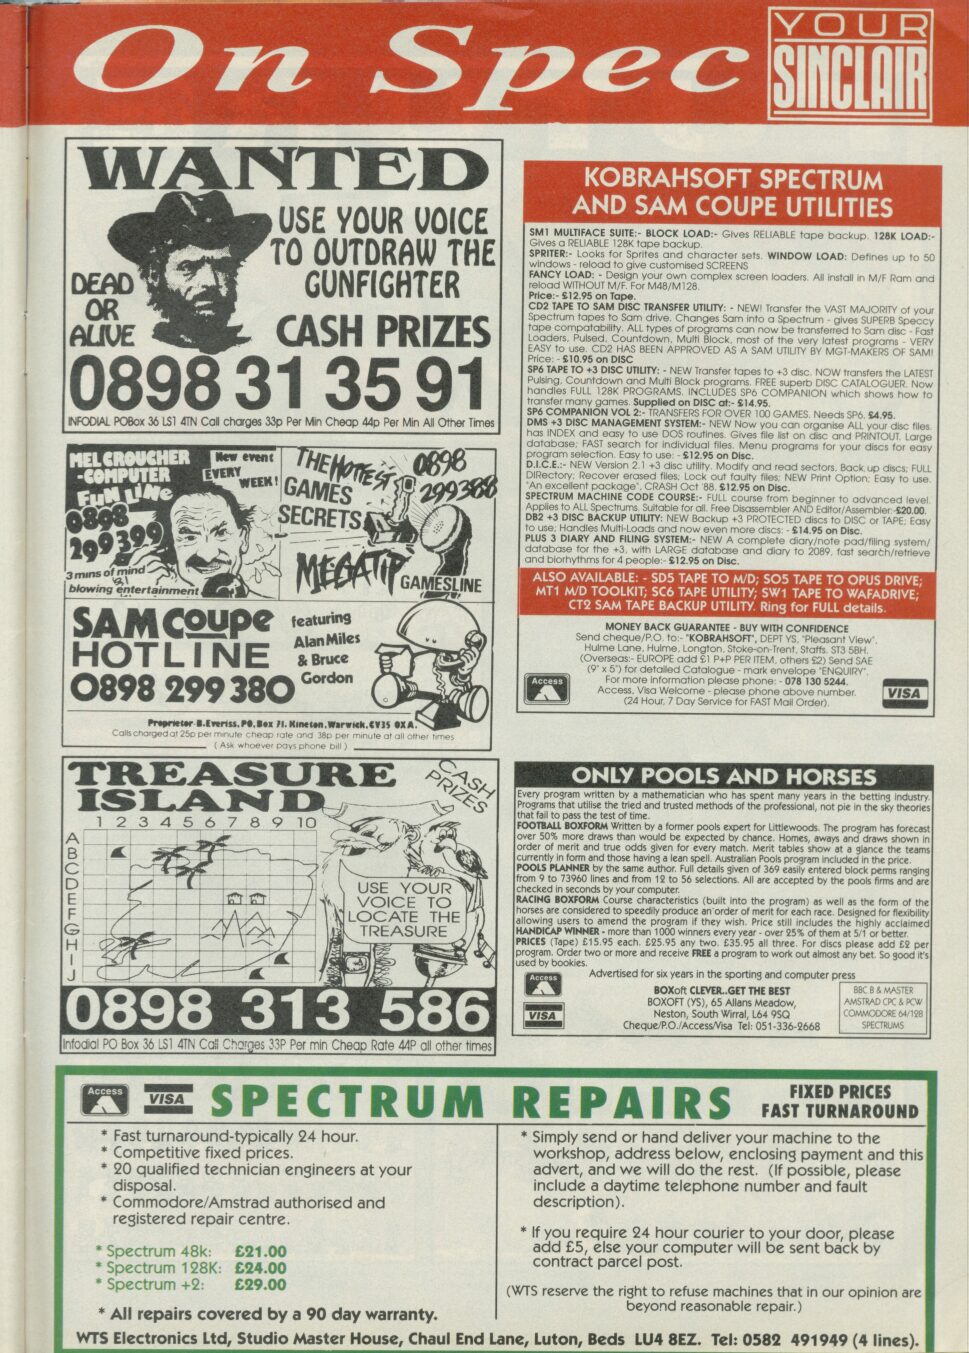 On Spec
YOUR
SINCLAIR
WANTED
USE YOUR VOICE
TO OUTDRAW THE
GUNFIGHTER
DEAD
OR
ALIVE
CASH PRIZES
0898 31 35 91
INFODIAL POBox 36 LS1 4TN Call charges 33p Per Min Cheap 44p Per Min All Other Times
MEL CROUCHER
-COMPUTER
FUN LINE
0898
299399
New event
EVERY
WEEK!
3 mins of mind
blowing entertainment
THE HOTTEST
GAMES
SECRETS
0898
299388
MEGATIP
GAMESLINE
SAM COUPE
HOTLINE
0898 299 380
featuring
Alan Miles
& Bruce
Gordon
Proprietor-B.Everiss, P0. Box 71, Kineton, Warwick, CV35 0XA.
Calls charged at 25p per minute cheap rate and 38p per minute at all other times
( Ask whoever pays phone bill )
TREASURE
ISLAND
CASH
PRIZES
1 2 3 4 5 6 7 8 9 10
A
B
C
D
E
F
G
H
I
J
USE YOUR
VOICE TO
LOCATE THE
TREASURE
0898 313 586
Infodial PO Box 36 LS1 4TN Call Charges 33P Per min Cheap Rate 44P all other times
KOBRAHSOFT SPECTRUM
AND SAM COUPE UTILITIES
SM1 MULTIFACE SUITE:- BLOCK LOAD:- Gives RELIABLE tape backup. 128K LOAD:-
Gives a RELIABLE 128K tape backup.
SPRITER:- Looks for Sprites and character sets. WINDOW LOAD: Defines up to 50
windows - reload to give customised SCREENS
FANCY LOAD: - Design your own complex screen loaders. All install in M/F Ram and
reload WITHOUT M/F. For M48/M128.
Price:- £12.95 on Tape.
CD2 TAPE TO SAM DISC TRANSFER UTILITY: - NEW! Transfer the VAST MAJORITY of your
Spectrum tapes to Sam drive. Changes Sam into a Spectrum - gives SUPERB Speccy
tape compatability. ALL types of programs can now be transferred to Sam disc - Fast
Loaders, Pulsed, Countdown, Multi Block, most of the very latest programs - VERY
EASY to use. CD2 HAS BEEN APPROVED AS A SAM UTILITY BY MGT-MAKERS OF SAM!
Price: - £10.95 on DISC
SP6 TAPE TO +3 DISC UTILITY: - NEW Transfer tapes to +3 disc. NOW transfers the LATEST
Pulsing, Countdown and Multi Block programs. FREE superb DISC CATALOGUER. Now
handles FULL 128K PROGRAMS. INCLUDES SP6 COMPANION which shows how to
transfer many games. Supplied on DISC at:- £14.95.
SP6 COMPANION VOL 2:- TRANSFERS FOR OVER 100 GAMES. Needs SP6. £4.95.
DMS +3 DISC MANAGEMENT SYSTEM:- NEW Now you can organise ALL your disc files.
has INDEX and easy to use DOS routines. Gives file list on disc and PRINTOUT. Large
database; FAST search for individual files. Menu programs for your discs for easy
program selection. Easy to use: - £12.95 on Disc.
D.I.C.E.:- NEW Version 2.1 +3 disc utility. Modify and read sectors, Back up discs; FULL
DIRectory. Recover erased files; Lock out faulty files; NEW Print Option; Easy to use.
"An excellent package", CRASH Oct '88. £12.95 on Disc.
SPECTRUM MACHINE CODE COURSE:- FULL course from beginner to advanced level.
Applies to ALL Spectrums. Suitable for all. Free Disassembler AND Editor/Assembler:-£20.00.
DB2 +3 DISC BACKUP UTILITY: NEW Backup +3 PROTECTED discs to DISC or TAPE; Easy
to use; Handles Multi-Loads and now even more discs: - £14.95 on Disc.
PLUS 3 DIARY AND FILING SYSTEM:- NEW A complete diary/note pad/filing system/
database for the +3, with LARGE database and diary to 2089. fast search/retrieve
and biorhythms for 4 people:- £12.95 on Disc.
ALSO AVAILABLE: - SD5 TAPE TO M/D; SO5 TAPE TO OPUS DRIVE;
MT1 M/D TOOLKIT; SC6 TAPE UTILITY; SW1 TAPE TO WAFADRIVE;
CT2 SAM TAPE BACKUP UTILITY. Ring for FULL details.
MONEY BACK GUARANTEE - BUY WITH CONFIDENCE
Send cheque/P.O. to:- "KOBRAHSOFT", DEPT YS, "Pleasant View",
Hulme Lane, Hulme, Longton, Stoke-on-Trent, Staffs. ST3 5BH.
(Overseas:- EUROPE add £1 P+P PER ITEM, others £2) Send SAE
(9" x 5") for detailed Catalogue - mark envelope "ENQUIRY".
For more information please phone: - 078 130 5244.
Access, Visa Welcome - please phone above number.
(24 Hour, 7 Day Service for FAST Mail Order).
Access
VISA
ONLY POOLS AND HORSES
Every program written by a mathematician who has spent many years in the betting industry.
Programs that utilise the tried and trusted methods of the professional, not pie in the sky theories
that fail to pass the test of time.
FOOTBALL BOXFORM Written by a former pools expert for Littlewoods. The program has forecast
over 50% more draws than would be expected by chance. Homes, aways and draws shown in
order of merit and true odds given for every match. Merit tables show at a glance the teams
currently in form and those having a lean spell. Australian Pools program included in the price.
POOLS PLANNER by the same author. Full details given of 369 easily entered block perms ranging
from 9 to 73960 lines and from 12 to 56 selections. All are accepted by the pools firms and are
checked in seconds by your computer.
RACING BOXFORM Course characteristics (built into the program) as well as the form of the
horses are considered to speedily produce an order of merit for each race. Designed for flexibility
allowing users to amend the program if they wish. Price still includes the highly acclaimed
HANDICAP WINNER - more than 1000 winners every year - over 25% of them at 5/1 or better.
PRICES (Tape) £15.95 each. £25.95 any two. £35.95 all three. For discs please add £2 per
program. Order two or more and receive FREE a program to work out almost any bet. So good it's
used by bookies.
Advertised for six years in the sporting and computer press
Access
VISA
BOXoft CLEVER..GET THE BEST
BOXOFT (YS), 65 Allans Meadow,
Neston, South Wirral, L64 9SQ
Cheque/P.O./Access/Visa Tel: 051-336-2668
BBC B & MASTER
AMSTRAD CPC & PCW
COMMODORE 64/128
SPECTRUMS
Access
VISA
SPECTRUM REPAIRS
FIXED PRICES
FAST TURNAROUND
* Fast turnaround-typically 24 hour.
* Competitive fixed prices.
* 20 qualified technician engineers at your
disposal.
* Commodore/Amstrad authorised and
registered repair centre.
* Spectrum 48k: £21.00
* Spectrum 128K: £24.00
* Spectrum +2: £29.00
* All repairs covered by a 90 day warranty.
* Simply send or hand deliver your machine to the
workshop, address below, enclosing payment and this
advert, and we will do the rest. (If possible, please
include a daytime telephone number and fault
description).
* If you require 24 hour courier to your door, please
add £5, else your computer will be sent back by
contract parcel post.
(WTS reserve the right to refuse machines that in our opinion are
beyond reasonable repair.)
WTS Electronics Ltd, Studio Master House, Chaul End Lane, Luton, Beds LU4 8EZ. Tel: 0582 491949 (4 lines).